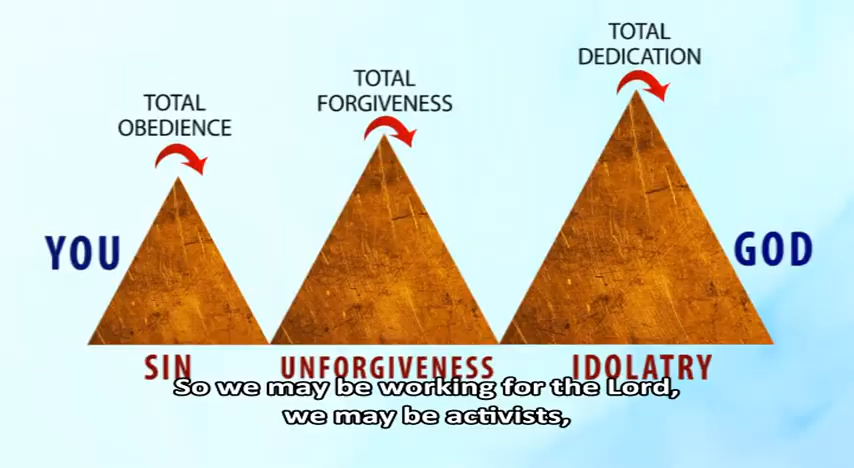 TOTAL
OBEDIENCE
TOTAL
FORGIVENESS
TOTAL
DEDICATION
YOU
GOD
SIN
UNFORGIVENESS
IDOLATRY
So we may be working for the Lord,
we may be activists,